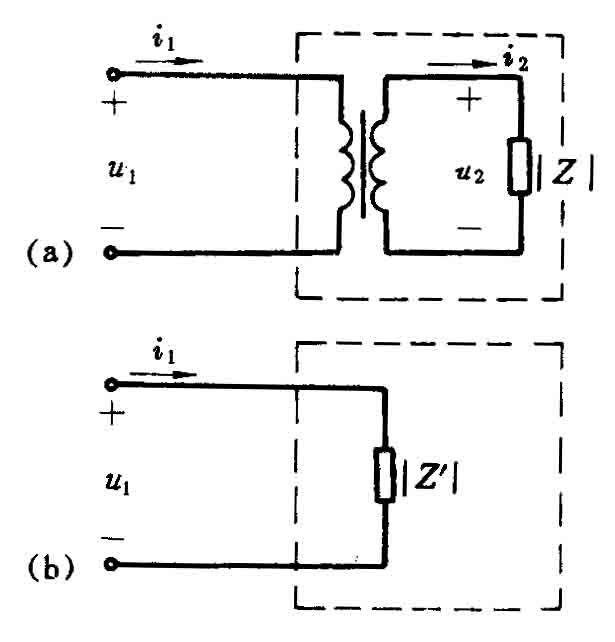 i₁
i₂
+
+
u₁
u₂
|Z|
−
−
(a)
i₁
+
u₁
|Z′|
−
(b)